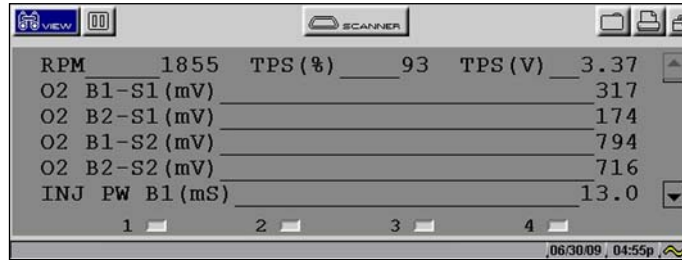 VIEW SCANNER
RPM 1855 TPS(%) 93 TPS(V) 3.37
O2 B1-S1(mV) 317
O2 B2-S1(mV) 174
O2 B1-S2(mV) 794
O2 B2-S2(mV) 716
INJ PW B1(mS) 13.0
1 2 3 4
06/30/09 04:55p